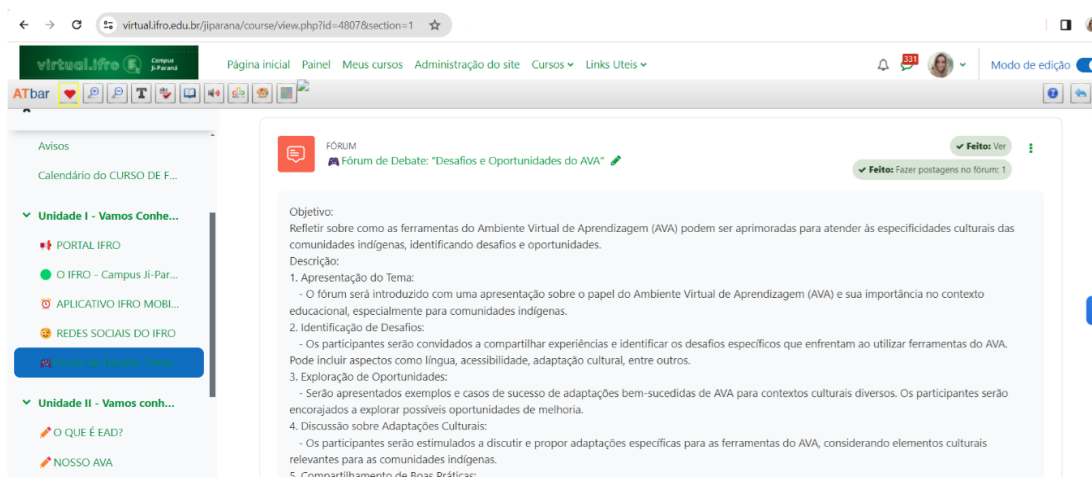 virtual.ifro.edu.br/jiparana/course/view.php?id=4807&section=1
virtual.ifro Campus Ji-Paraná
Página inicial Painel Meus cursos Administração do site Cursos Links Uteis
331
Modo de edição
ATbar
Avisos
Calendário do CURSO DE F...
Unidade I - Vamos Conhe...
PORTAL IFRO
O IFRO - Campus Ji-Par...
APLICATIVO IFRO MOBI...
REDES SOCIAIS DO IFRO
Unidade II - Vamos conh...
O QUE É EAD?
NOSSO AVA
FÓRUM
Fórum de Debate: "Desafios e Oportunidades do AVA"
Feito: Ver
Feito: Fazer postagens no fórum: 1
Objetivo:
Refletir sobre como as ferramentas do Ambiente Virtual de Aprendizagem (AVA) podem ser aprimoradas para atender às especificidades culturais das
comunidades indígenas, identificando desafios e oportunidades.
Descrição:
1. Apresentação do Tema:
- O fórum será introduzido com uma apresentação sobre o papel do Ambiente Virtual de Aprendizagem (AVA) e sua importância no contexto
educacional, especialmente para comunidades indígenas.
2. Identificação de Desafios:
- Os participantes serão convidados a compartilhar experiências e identificar os desafios específicos que enfrentam ao utilizar ferramentas do AVA.
Pode incluir aspectos como língua, acessibilidade, adaptação cultural, entre outros.
3. Exploração de Oportunidades:
- Serão apresentados exemplos e casos de sucesso de adaptações bem-sucedidas de AVA para contextos culturais diversos. Os participantes serão
encorajados a explorar possíveis oportunidades de melhoria.
4. Discussão sobre Adaptações Culturais:
- Os participantes serão estimulados a discutir e propor adaptações específicas para as ferramentas do AVA, considerando elementos culturais
relevantes para as comunidades indígenas.
5. Compartilhamento de Boas Práticas: